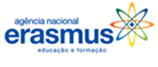 agência nacional
erasmus+
educação e formação